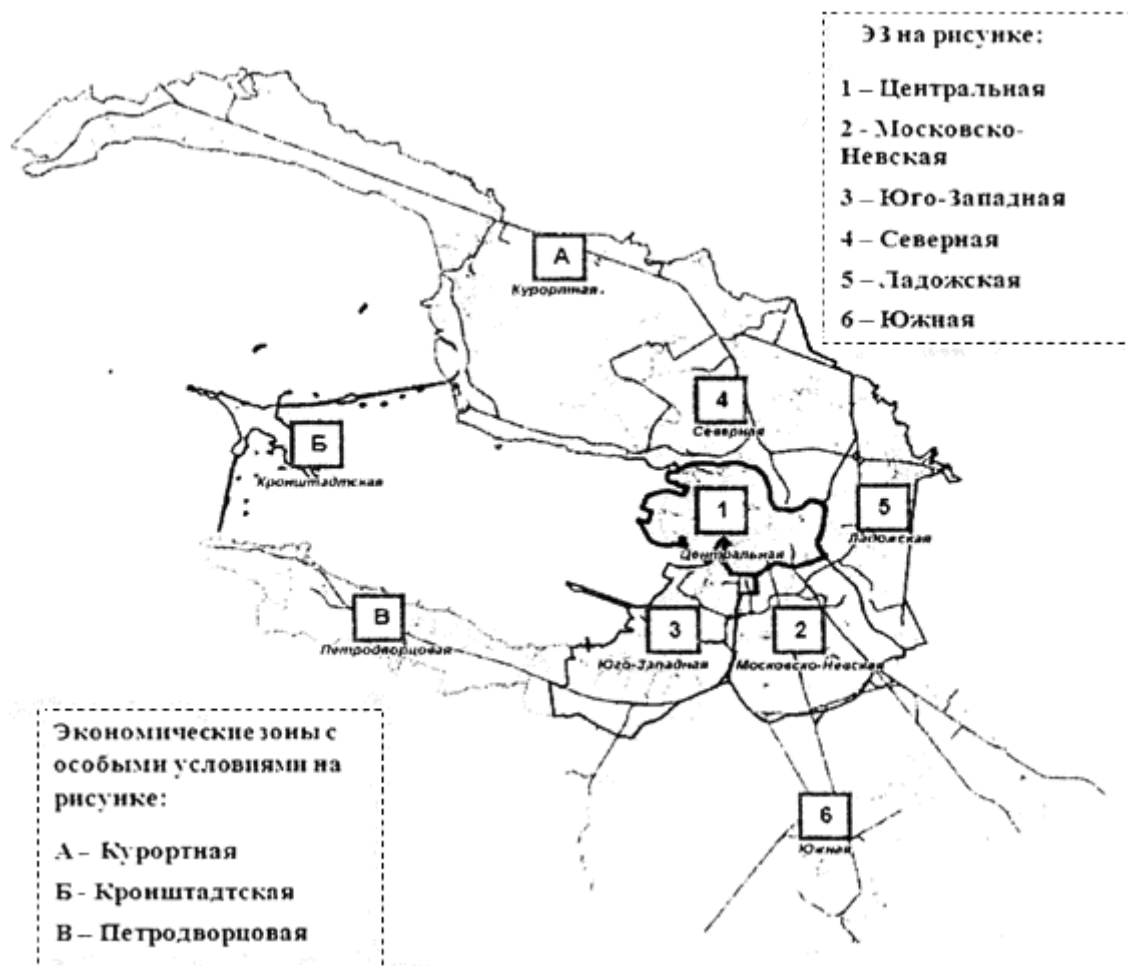 ЭЗ на рисунке:
1 – Центральная
2 - Московско-
Невская
3 – Юго-Западная
4 – Северная
5 – Ладожская
6 – Южная
А
Курортная
4
Северная
Б
Кронштадтская
1
Центральная
5
Ладожская
В
Петродворцовая
3
Юго-Западная
2
Московско-Невская
6
Южная
Экономические зоны с
особыми условиями на
рисунке:
А – Курортная
Б - Кронштадтская
В – Петродворцовая